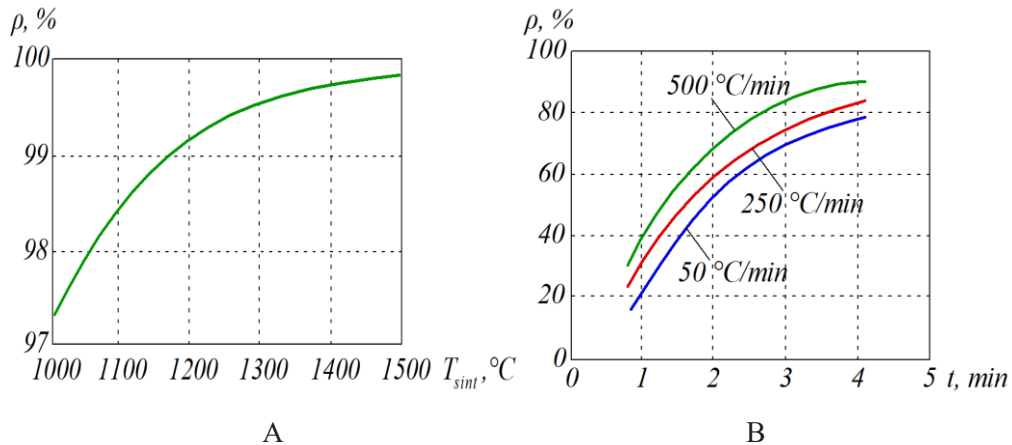 ρ, %
100
99
98
97
1000 1100 1200 1300 1400 1500 T_sint, °C
A
ρ, %
100
80
60
40
20
0
500 °C/min
250 °C/min
50 °C/min
0 1 2 3 4 5 t, min
B